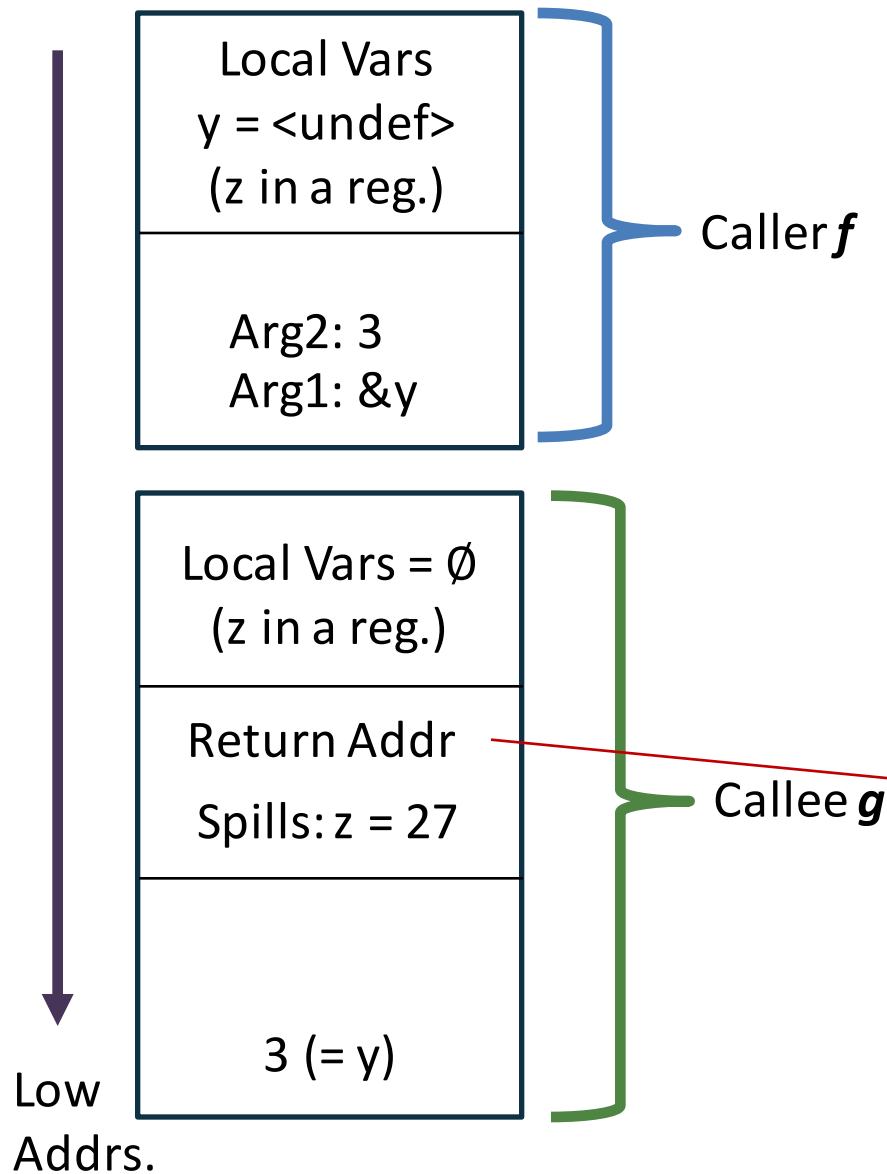 Local Vars
y = <undef>
(z in a reg.)
Caller f
Arg2: 3
Arg1: &y
Local Vars = Ø
(z in a reg.)
Return Addr
Spills: z = 27
Callee g
3 (= y)
Low
Addrs.